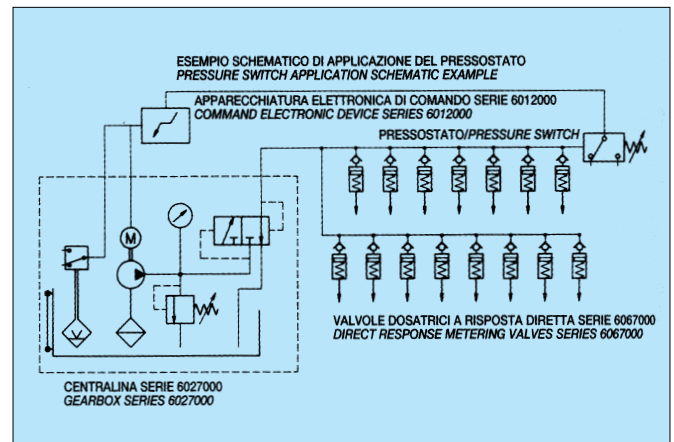 ESEMPIO SCHEMATICO DI APPLICAZIONE DEL PRESSOSTATO
PRESSURE SWITCH APPLICATION SCHEMATIC EXAMPLE
APPARECCHIATURA ELETTRONICA DI COMANDO SERIE 6012000
COMMAND ELECTRONIC DEVICE SERIES 6012000
PRESSOSTATO/PRESSURE SWITCH
M
VALVOLE DOSATRICI A RISPOSTA DIRETTA SERIE 6067000
DIRECT RESPONSE METERING VALVES SERIES 6067000
CENTRALINA SERIE 6027000
GEARBOX SERIES 6027000